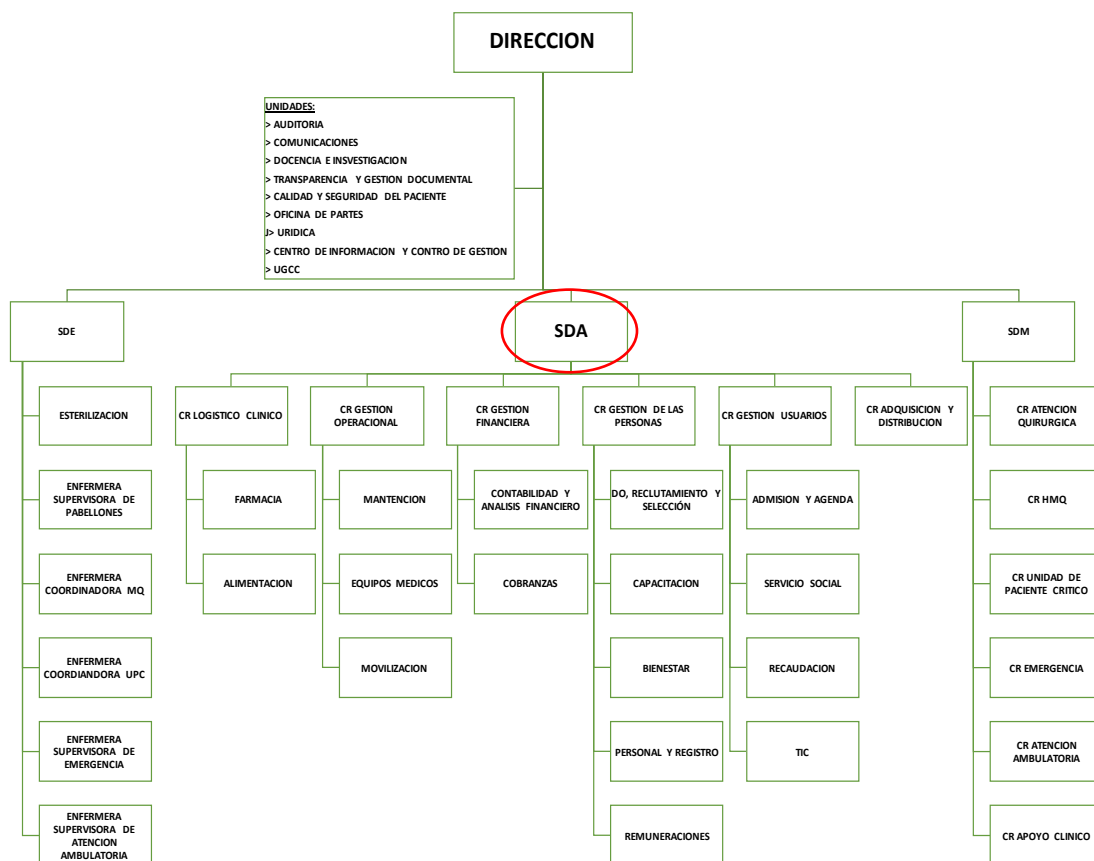 DIRECCION
UNIDADES:
> AUDITORIA
> COMUNICACIONES
> DOCENCIA E INSVESTIGACION
> TRANSPARENCIA Y GESTION DOCUMENTAL
> CALIDAD Y SEGURIDAD DEL PACIENTE
> OFICINA DE PARTES
J> URIDICA
> CENTRO DE INFORMACION Y CONTRO DE GESTION
> UGCC
SDE
SDA
SDM
ESTERILIZACION
CR LOGISTICO CLINICO
CR GESTION
OPERACIONAL
CR GESTION
FINANCIERA
CR GESTION DE LAS
PERSONAS
CR GESTION USUARIOS
CR ADQUISICION Y
DISTRIBUCION
CR ATENCION
QUIRURGICA
ENFERMERA
SUPERVISORA DE
PABELLONES
FARMACIA
MANTENCION
CONTABILIDAD Y
ANALISIS FINANCIERO
DO, RECLUTAMIENTO Y
SELECCIÓN
ADMISION Y AGENDA
CR HMQ
ENFERMERA
COORDINADORA MQ
ALIMENTACION
EQUIPOS MEDICOS
COBRANZAS
CAPACITACION
SERVICIO SOCIAL
CR UNIDAD DE
PACIENTE CRITICO
ENFERMERA
COORDIANDORA UPC
MOVILIZACION
BIENESTAR
RECAUDACION
CR EMERGENCIA
ENFERMERA
SUPERVISORA DE
EMERGENCIA
PERSONAL Y REGISTRO
TIC
CR ATENCION
AMBULATORIA
ENFERMERA
SUPERVISORA DE
ATENCION
AMBULATORIA
REMUNERACIONES
CR APOYO CLINICO